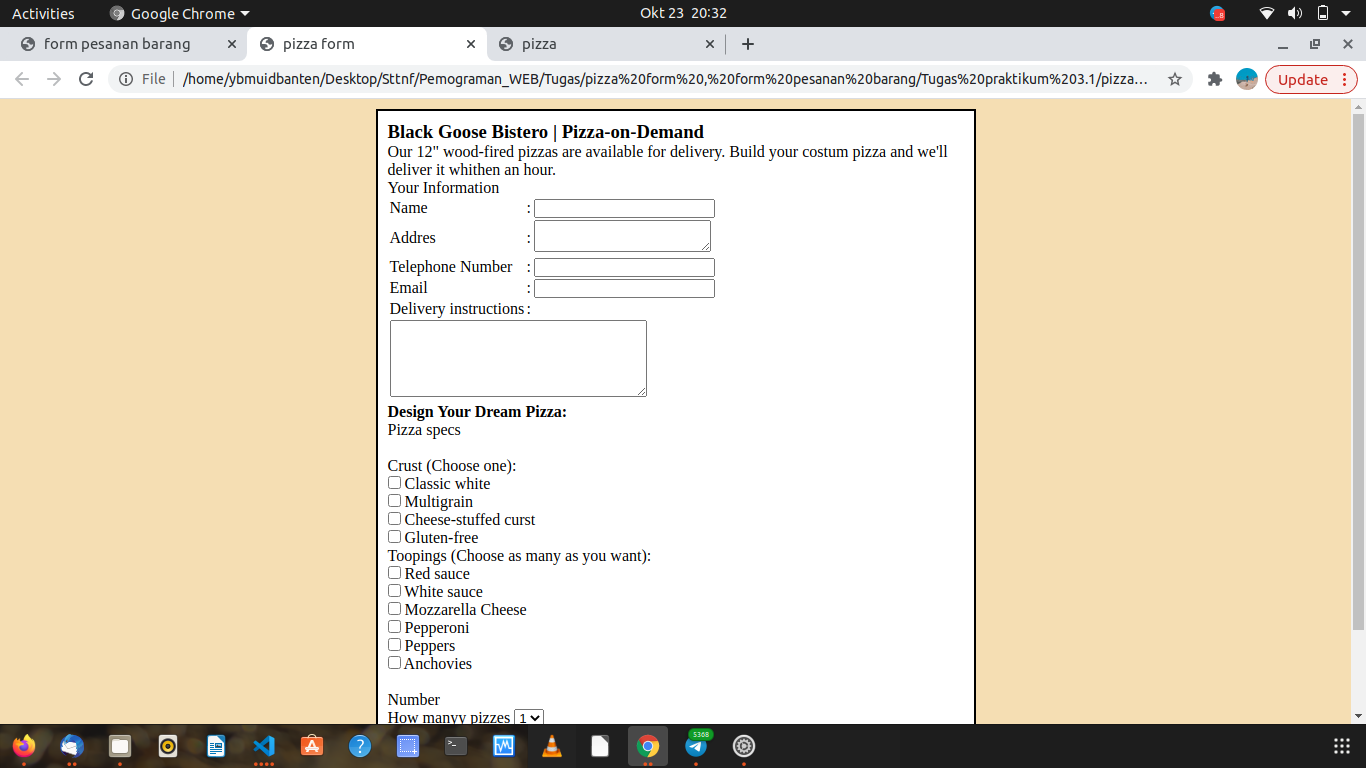 Activities
Google Chrome
Okt 23 20:32
form pesanan barang
pizza form
pizza
File
/home/ybmuidbanten/Desktop/Sttnf/Pemograman_WEB/Tugas/pizza%20form%20,%20form%20pesanan%20barang/Tugas%20praktikum%203.1/pizza...
Update
Black Goose Bistero | Pizza-on-Demand
Our 12" wood-fired pizzas are available for delivery. Build your costum pizza and we'll
deliver it whithen an hour.
Your Information
Name :
Addres :
Telephone Number :
Email :
Delivery instructions :
Design Your Dream Pizza:
Pizza specs
Crust (Choose one):
Classic white
Multigrain
Cheese-stuffed curst
Gluten-free
Toopings (Choose as many as you want):
Red sauce
White sauce
Mozzarella Cheese
Pepperoni
Peppers
Anchovies
Number
How manyy pizzes 1
5368